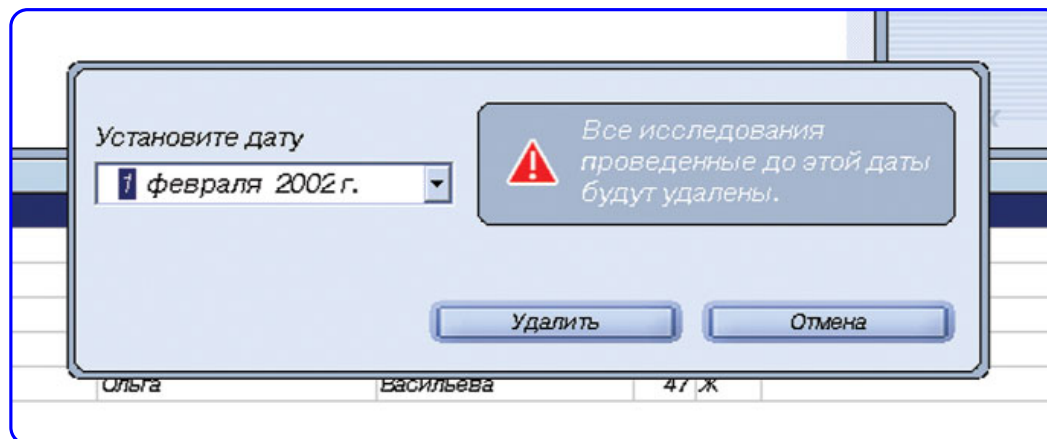 Установите дату
1 февраля 2002 г.
Все исследования
проведенные до этой даты
будут удалены.
Удалить
Отмена
Ольга Васильева 47 Ж